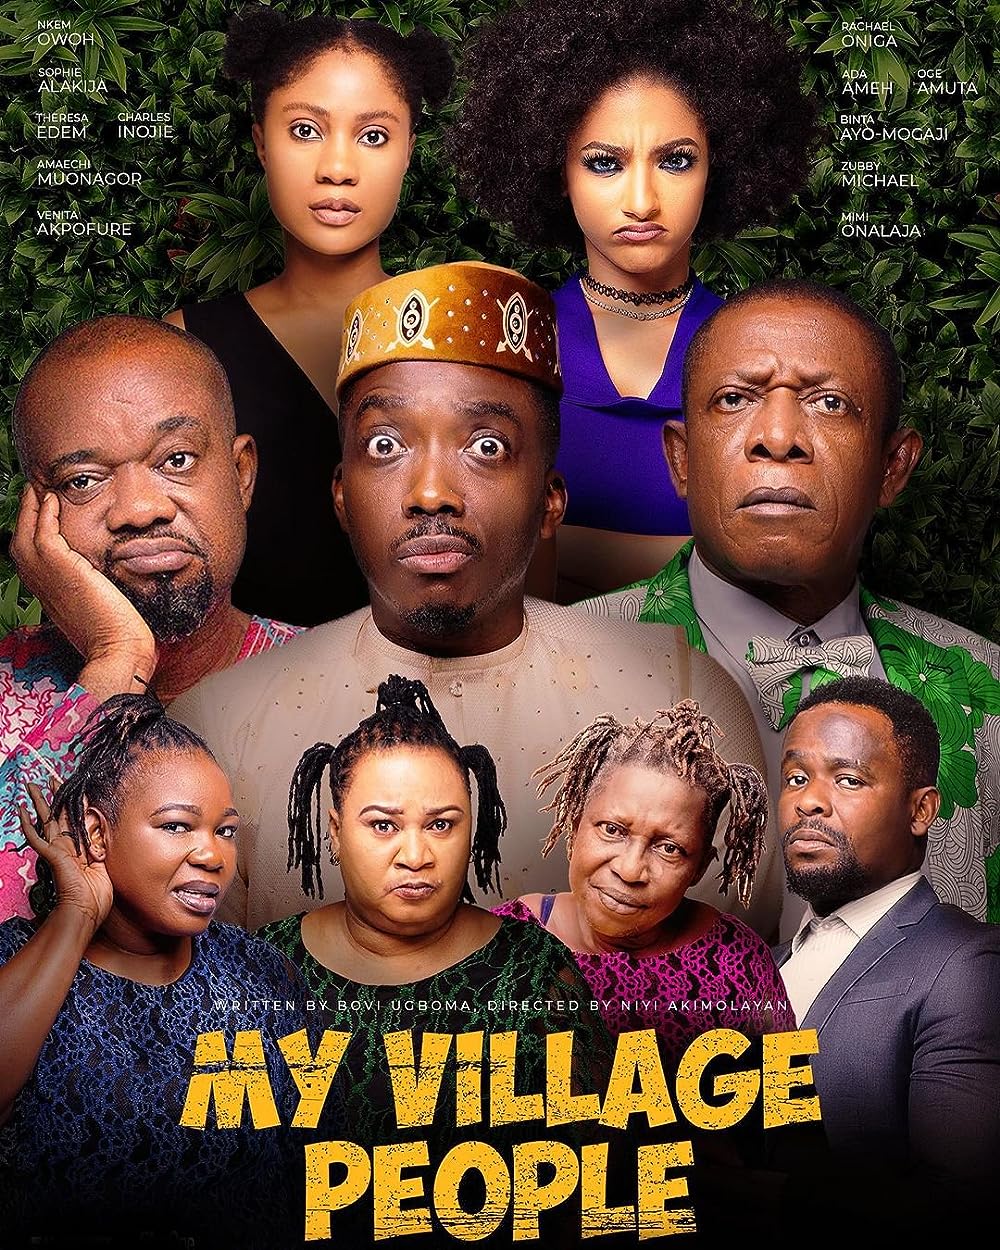 NKEM
OWOH
SOPHIE
ALAKIJA
THERESA
EDEM
CHARLES
INOJIE
AMAECHI
MUONAGOR
VENITA
AKPOFURE
RACHAEL
ONIGA
ADA
AMEH
OGE
AMUTA
BINTA
AYO-MOGAJI
ZUBBY
MICHAEL
MIMI
ONALAJA
WRITTEN BY BOVI UGBOMA, DIRECTED BY NIYI AKIMOLAYAN
MY VILLAGE
PEOPLE